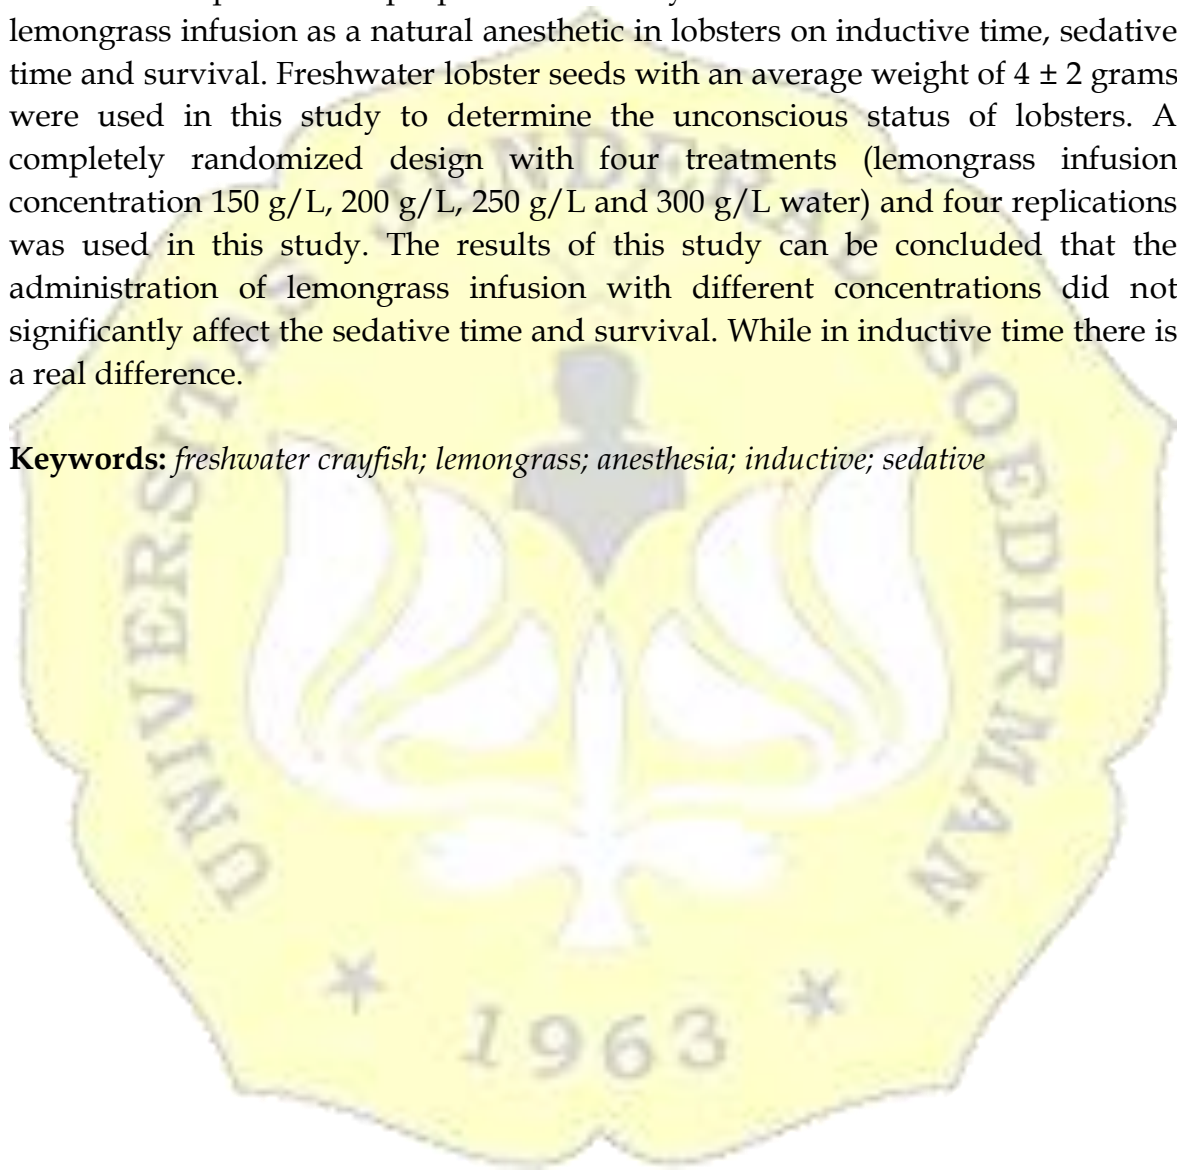 lemongrass infusion as a natural anesthetic in lobsters on inductive time, sedative
time and survival. Freshwater lobster seeds with an average weight of 4 ± 2 grams
were used in this study to determine the unconscious status of lobsters. A
completely randomized design with four treatments (lemongrass infusion
concentration 150 g/L, 200 g/L, 250 g/L and 300 g/L water) and four replications
was used in this study. The results of this study can be concluded that the
administration of lemongrass infusion with different concentrations did not
significantly affect the sedative time and survival. While in inductive time there is
a real difference.
Keywords: freshwater crayfish; lemongrass; anesthesia; inductive; sedative
UNIVERSITAS JENDERAL SOEDIRMAN
1963